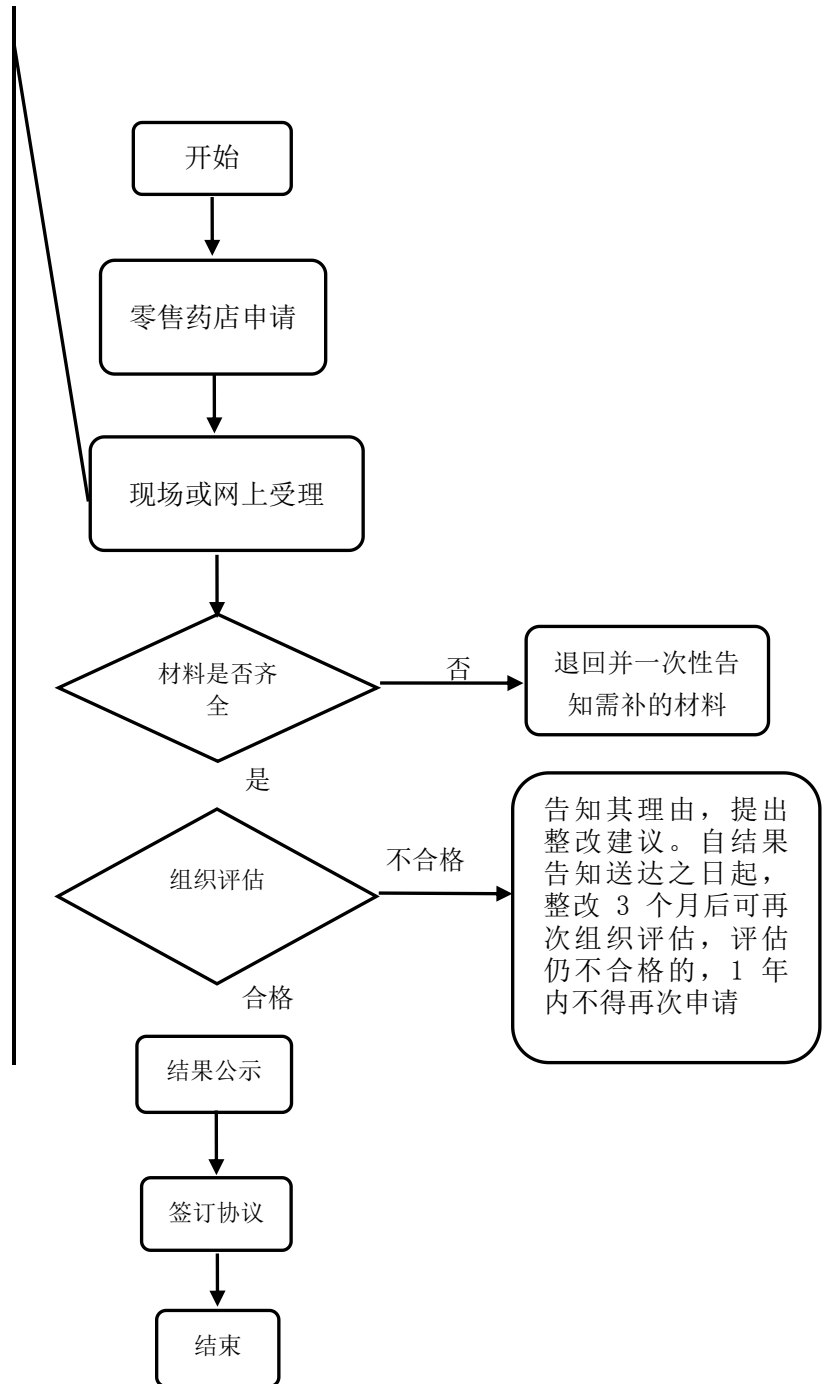 开始
零售药店申请
现场或网上受理
材料是否齐
全
否
退回并一次性告
知需补的材料
是
组织评估
不合格
告知其理由，提出
整改建议。自结果
告知送达之日起，
整改 3 个月后可再
次组织评估，评估
仍不合格的，1 年
内不得再次申请
合格
结果公示
签订协议
结束